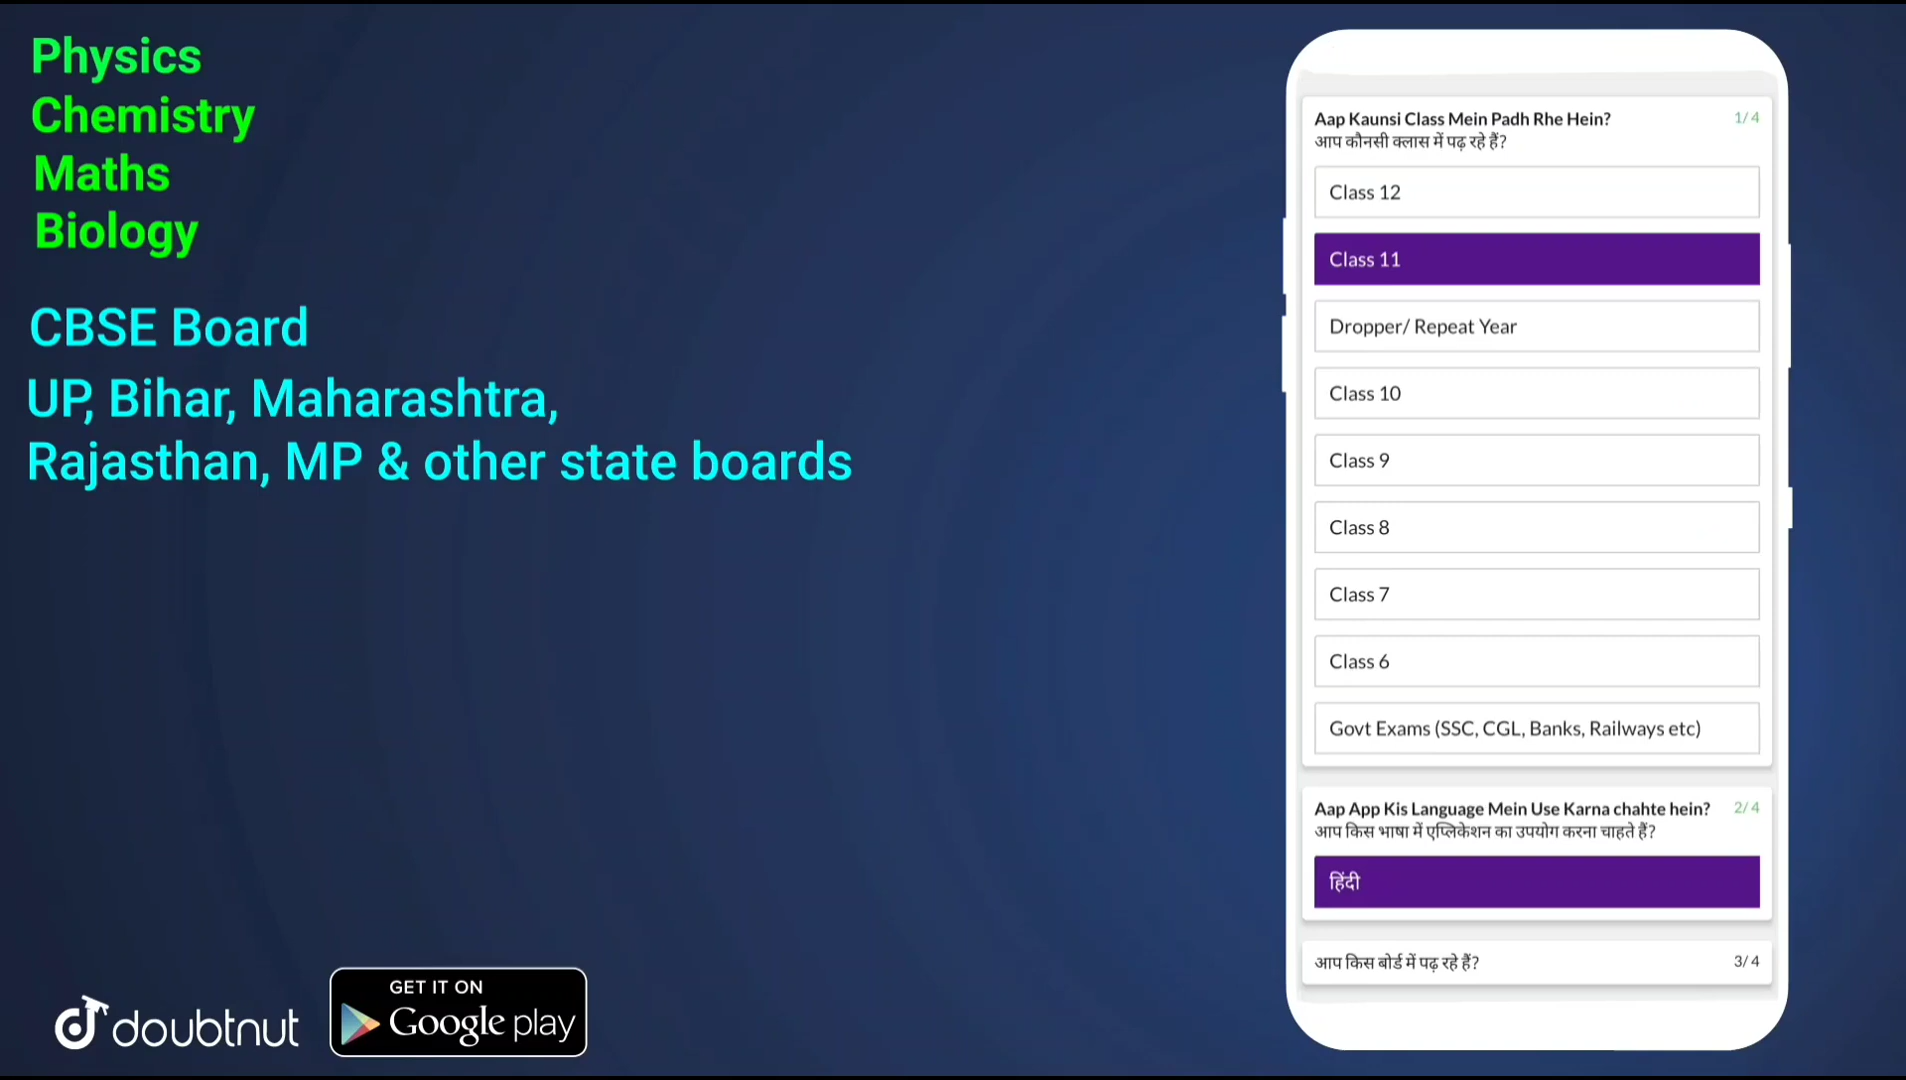 Physics
Chemistry
Maths
Biology
CBSE Board
UP, Bihar, Maharashtra,
Rajasthan, MP & other state boards
doubtnut
GET IT ON
Google play
Aap Kaunsi Class Mein Padh Rhe Hein? 1/4
आप कौनसी क्लास में पढ़ रहे हैं?
Class 12
Class 11
Dropper/ Repeat Year
Class 10
Class 9
Class 8
Class 7
Class 6
Govt Exams (SSC, CGL, Banks, Railways etc)
Aap App Kis Language Mein Use Karna chahte hein? 2/4
आप किस भाषा में एप्लिकेशन का उपयोग करना चाहते हैं?
हिंदी
आप किस बोर्ड में पढ़ रहे हैं? 3/4